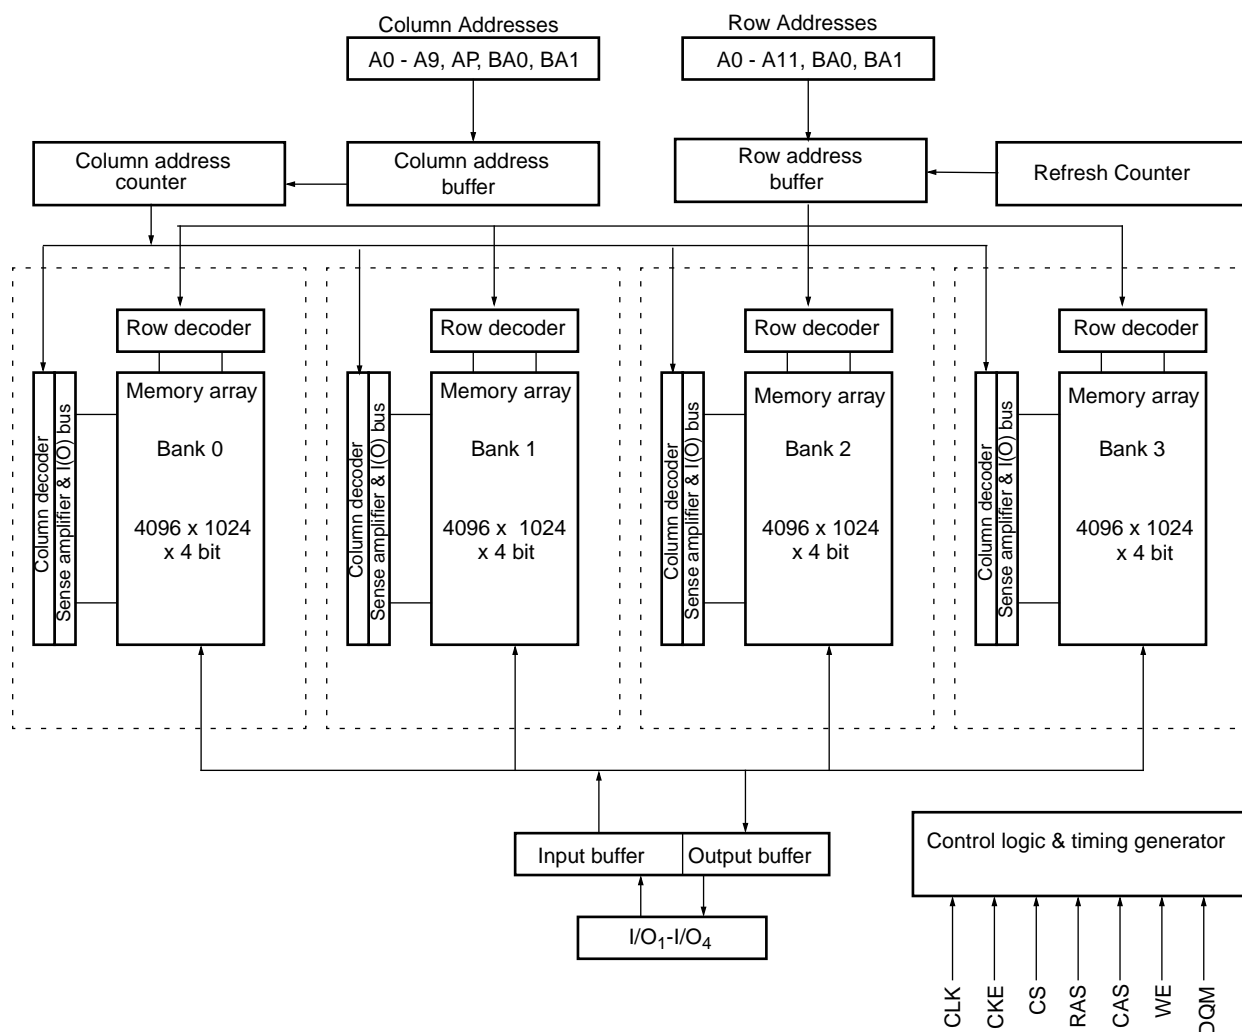 Column Addresses
Row Addresses
A0 - A9, AP, BA0, BA1
A0 - A11, BA0, BA1
Column address
counter
Column address
buffer
Row address
buffer
Refresh Counter
Row decoder
Row decoder
Row decoder
Row decoder
Column decoder
Sense amplifier & I(O) bus
Memory array
Bank 0
4096 x 1024
x 4 bit
Column decoder
Sense amplifier & I(O) bus
Memory array
Bank 1
4096 x 1024
x 4 bit
Column decoder
Sense amplifier & I(O) bus
Memory array
Bank 2
4096 x 1024
x 4 bit
Column decoder
Sense amplifier & I(O) bus
Memory array
Bank 3
4096 x 1024
x 4 bit
Input buffer
Output buffer
I/O1-I/O4
Control logic & timing generator
CLK
CKE
CS
RAS
CAS
WE
DQM